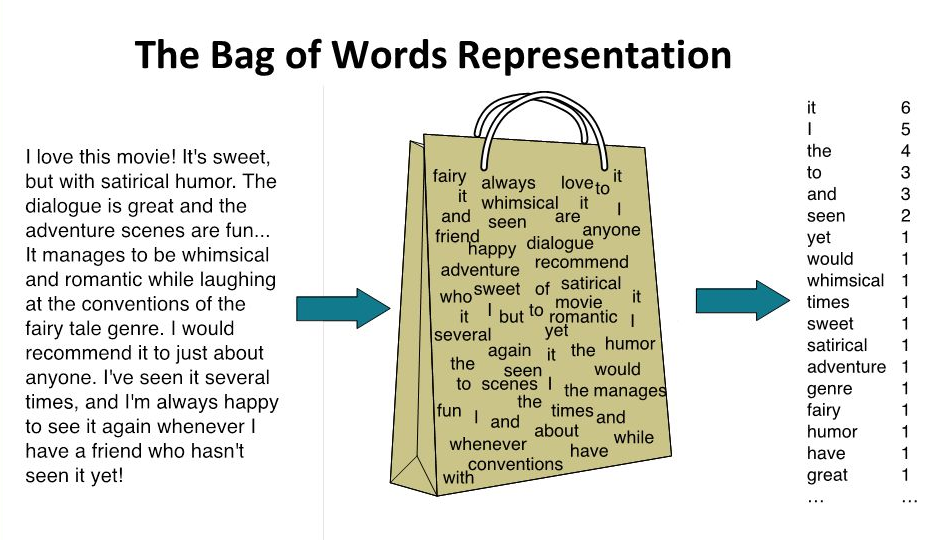 The Bag of Words Representation
I love this movie! It's sweet,
but with satirical humor. The
dialogue is great and the
adventure scenes are fun...
It manages to be whimsical
and romantic while laughing
at the conventions of the
fairy tale genre. I would
recommend it to just about
anyone. I've seen it several
times, and I'm always happy
to see it again whenever I
have a friend who hasn't
seen it yet!
fairy always love to it
it whimsical it I
and seen are anyone
friend happy dialogue
adventure recommend
who sweet of satirical it
it I but to movie romantic I
several yet
again it the humor
the seen would
to scenes I the manages
fun I and the times and
whenever about while
have
conventions
with
it 6
I 5
the 4
to 3
and 3
seen 2
yet 1
would 1
whimsical 1
times 1
sweet 1
satirical 1
adventure 1
genre 1
fairy 1
humor 1
have 1
great 1
... ...